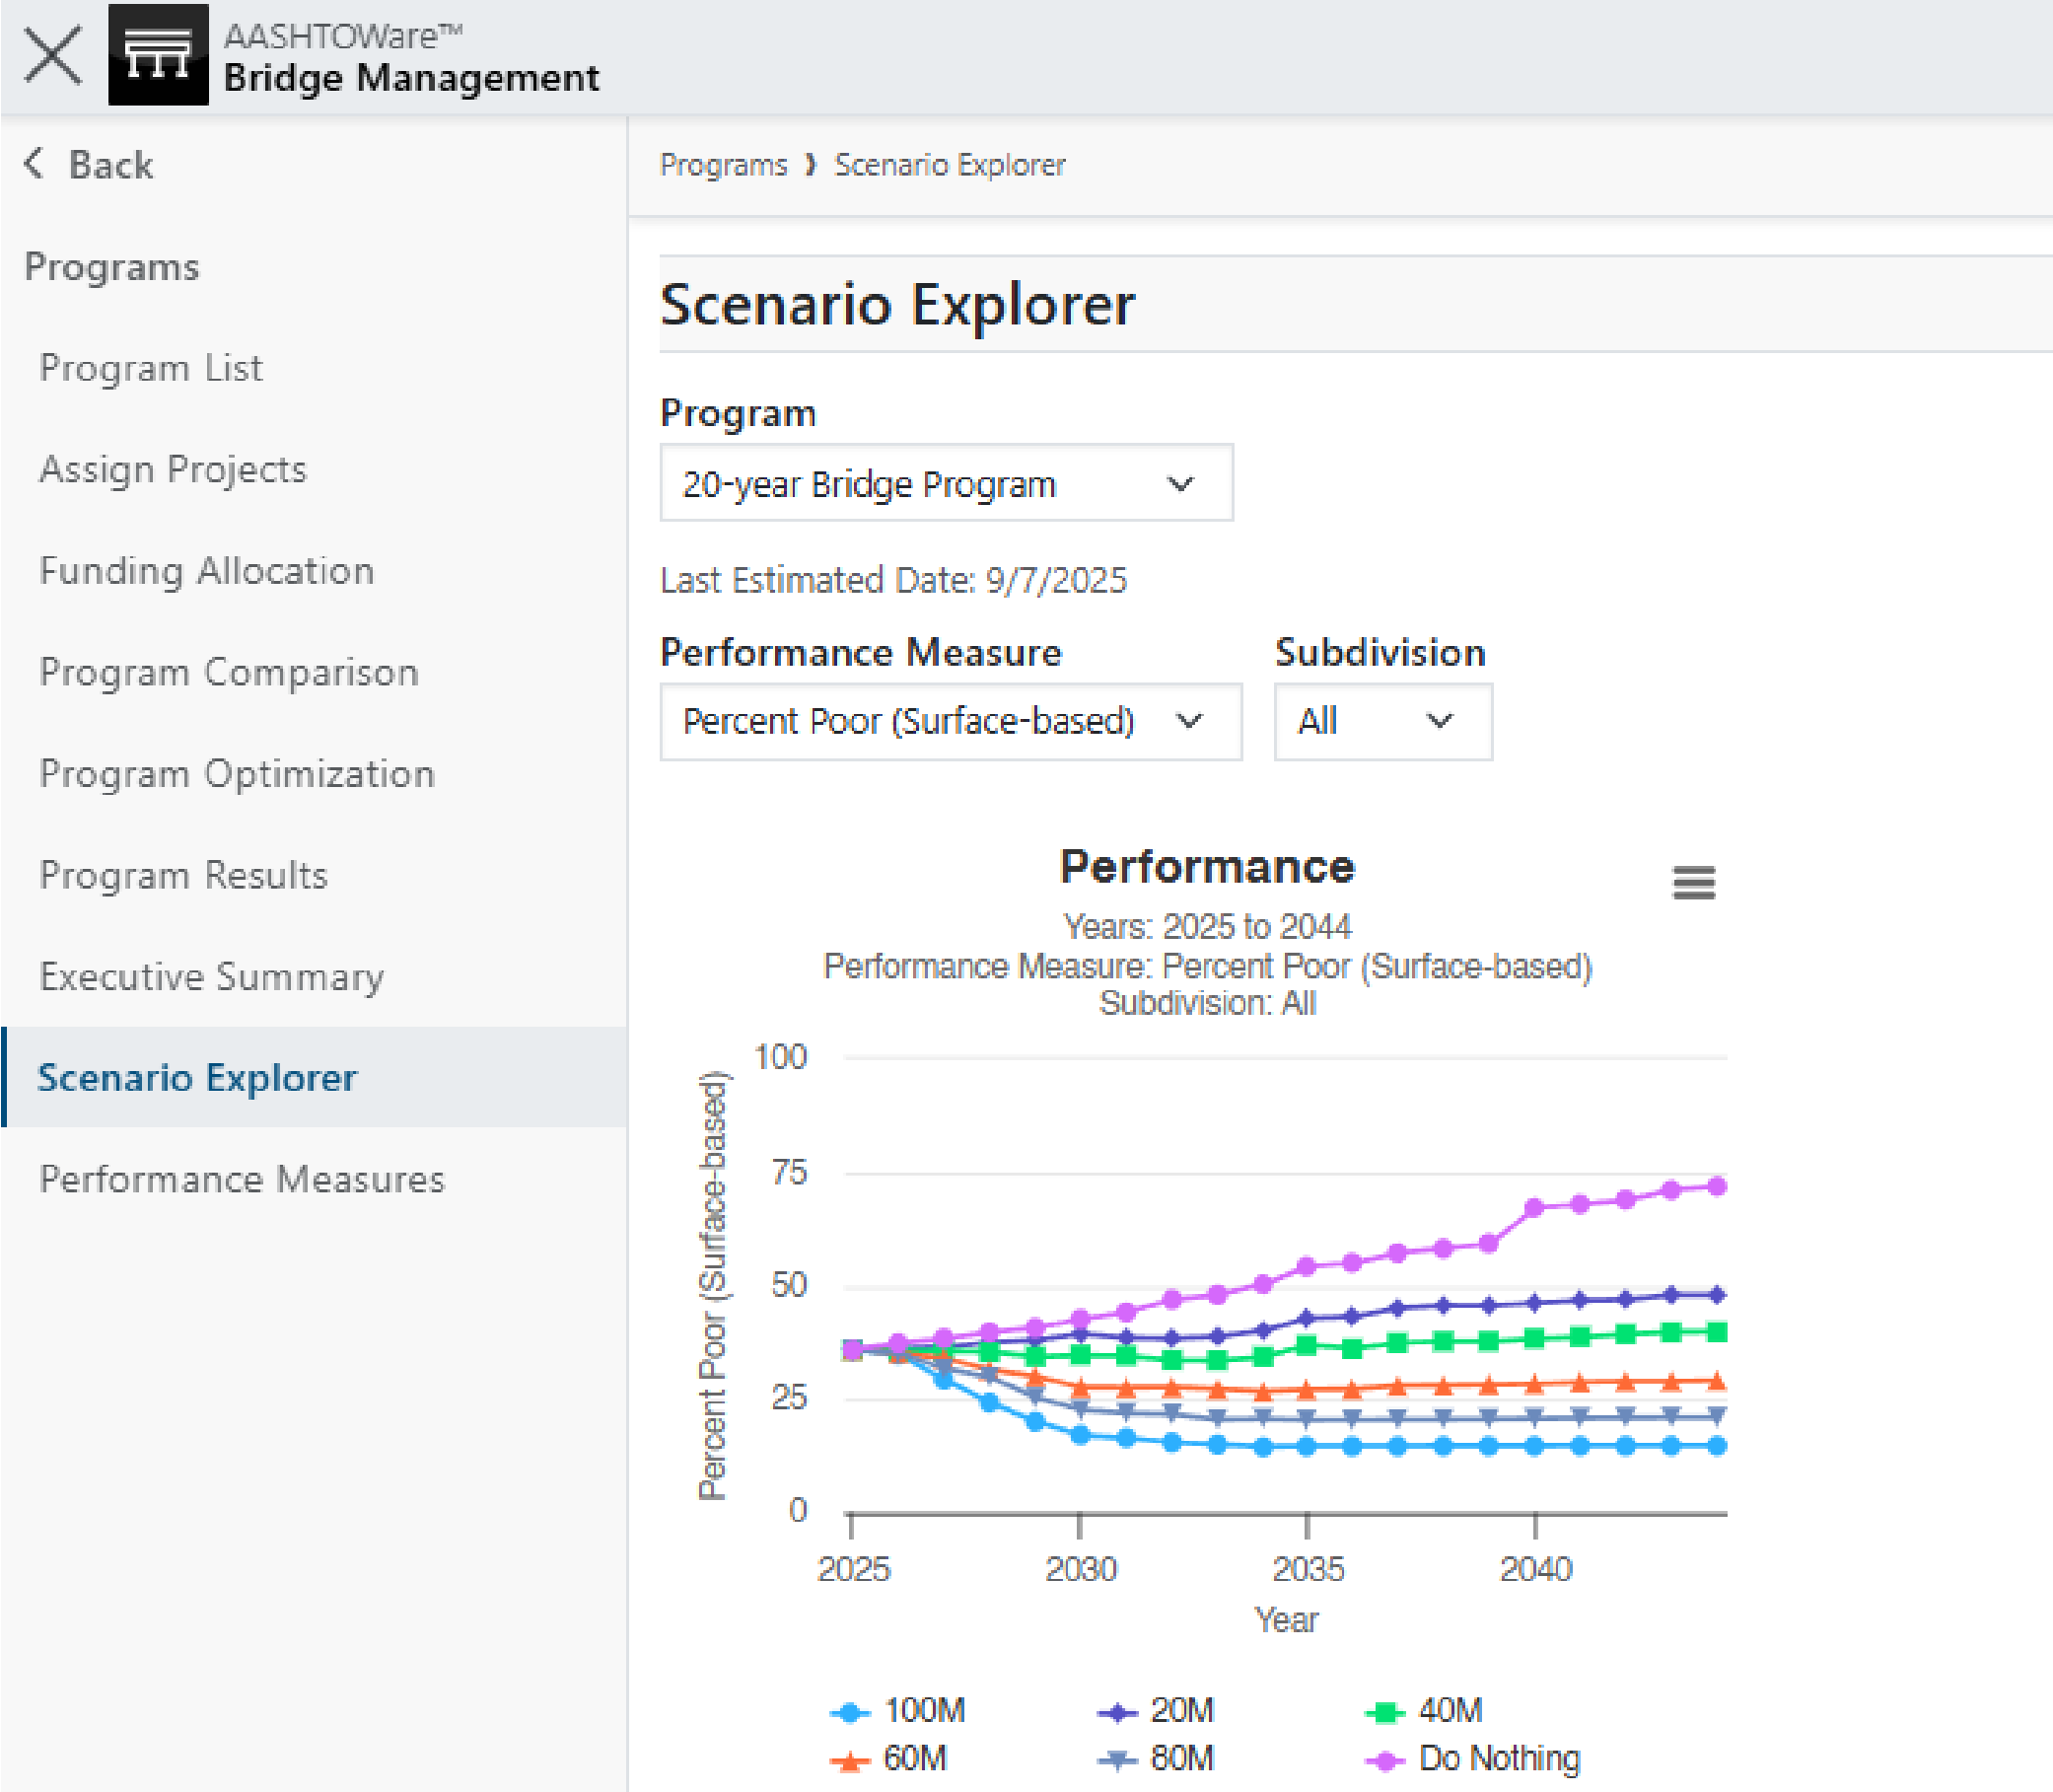 AASHTOWare™
Bridge Management
Back
Programs
Program List
Assign Projects
Funding Allocation
Program Comparison
Program Optimization
Program Results
Executive Summary
Scenario Explorer
Performance Measures
Programs ❯ Scenario Explorer
Scenario Explorer
Program
20-year Bridge Program
Last Estimated Date: 9/7/2025
Performance Measure Subdivision
Percent Poor (Surface-based) All
Performance
Years: 2025 to 2044
Performance Measure: Percent Poor (Surface-based)
Subdivision: All
Percent Poor (Surface-based)
100
75
50
25
0
2025 2030 2035 2040
Year
100M 20M 40M
60M 80M Do Nothing